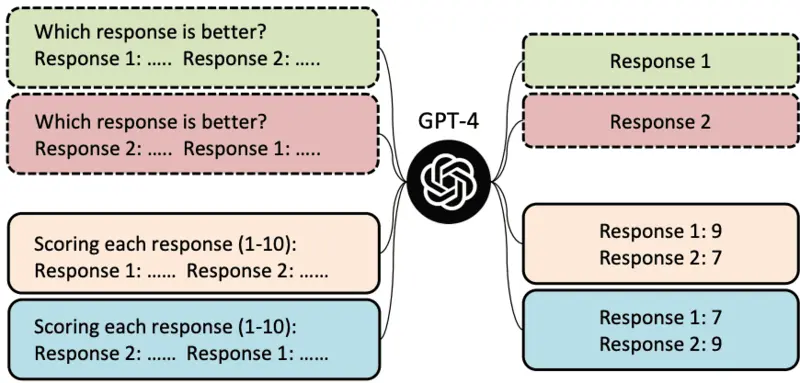 Which response is better?
Response 1: ..... Response 2: .....
Which response is better?
Response 2: ..... Response 1: .....
Scoring each response (1-10):
Response 1: ...... Response 2: ......
Scoring each response (1-10):
Response 2: ...... Response 1: ......
GPT-4
Response 1
Response 2
Response 1: 9
Response 2: 7
Response 1: 7
Response 2: 9